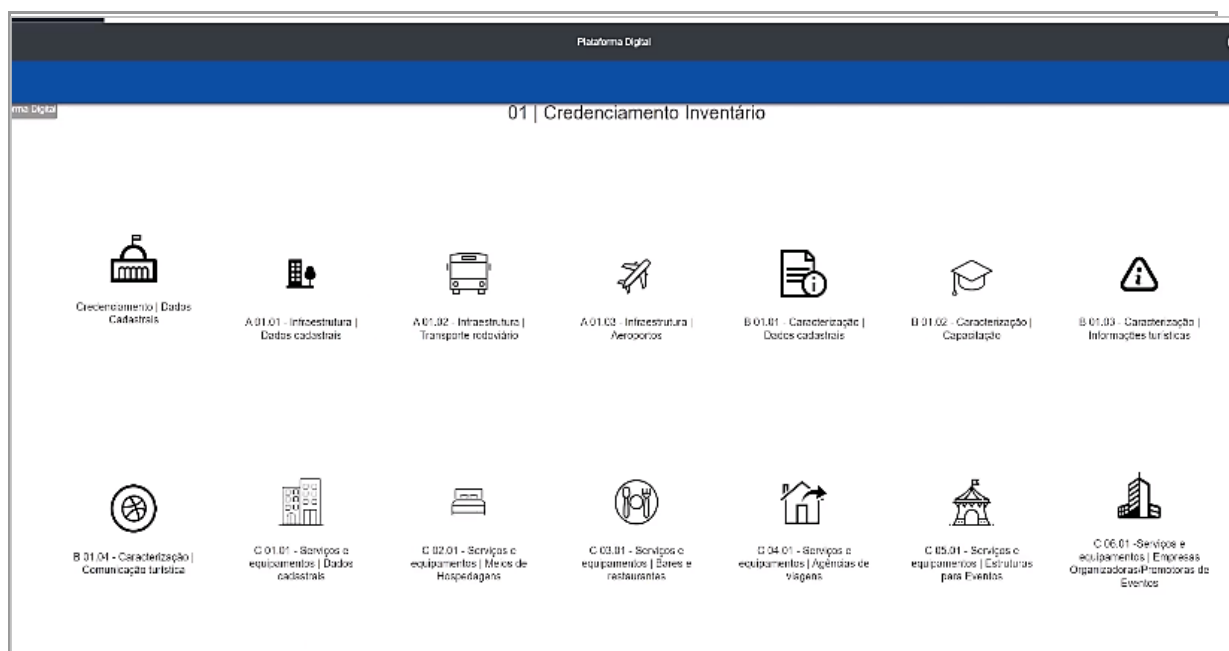 Plataforma Digital
rma Digital
01 | Credenciamento Inventário
Credenciamento | Dados
Cadastrais
A 01.01 - Infraestrutura |
Dados cadastrais
A 01.02 - Infraestrutura |
Transporte rodoviário
A 01.03 - Infraestrutura |
Aeroportos
B 01.01 - Caracterização |
Dados cadastrais
B 01.02 - Caracterização |
Capacitação
B 01.03 - Caracterização |
Informações turísticas
B 01.04 - Caracterização |
Comunicação turística
C 01.01 - Serviços e
equipamentos | Dados
cadastrais
C 02.01 - Serviços e
equipamentos | Meios de
Hospedagens
C 03.01 - Serviços e
equipamentos | Bares e
restaurantes
C 04.01 - Serviços e
equipamentos | Agências de
viagens
C 05.01 - Serviços e
equipamentos | Estruturas
para Eventos
C 06.01 -Serviços e
equipamentos | Empresas
Organizadoras/Promotoras de
Eventos